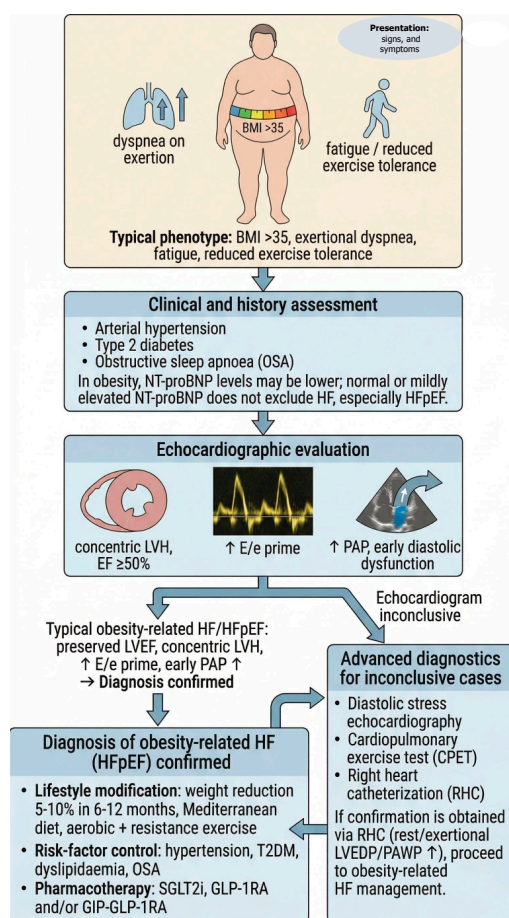 Presentation:
signs, and
symptoms
dyspnea on
exertion
BMI >35
fatigue / reduced
exercise tolerance
Typical phenotype: BMI >35, exertional dyspnea,
fatigue, reduced exercise tolerance
Clinical and history assessment
• Arterial hypertension
• Type 2 diabetes
• Obstructive sleep apnoea (OSA)
In obesity, NT-proBNP levels may be lower; normal or mildly
elevated NT-proBNP does not exclude HF, especially HFpEF.
Echocardiographic evaluation
concentric LVH,
EF ≥50%
↑ E/e prime
↑ PAP, early diastolic
dysfunction
Echocardiogram
inconclusive
Typical obesity-related HF/HFpEF:
preserved LVEF, concentric LVH,
↑ E/e prime, early PAP ↑
→ Diagnosis confirmed
Advanced diagnostics
for inconclusive cases
• Diastolic stress
echocardiography
• Cardiopulmonary
exercise test (CPET)
• Right heart
catheterization (RHC)
If confirmation is obtained
via RHC (rest/exertional
LVEDP/PAWP ↑), proceed
to obesity-related
HF management.
Diagnosis of obesity-related HF
(HFpEF) confirmed
• Lifestyle modification: weight reduction
5-10% in 6-12 months, Mediterranean
diet, aerobic + resistance exercise
• Risk-factor control: hypertension, T2DM,
dyslipidaemia, OSA
• Pharmacotherapy: SGLT2i, GLP-1RA
and/or GIP-GLP-1RA